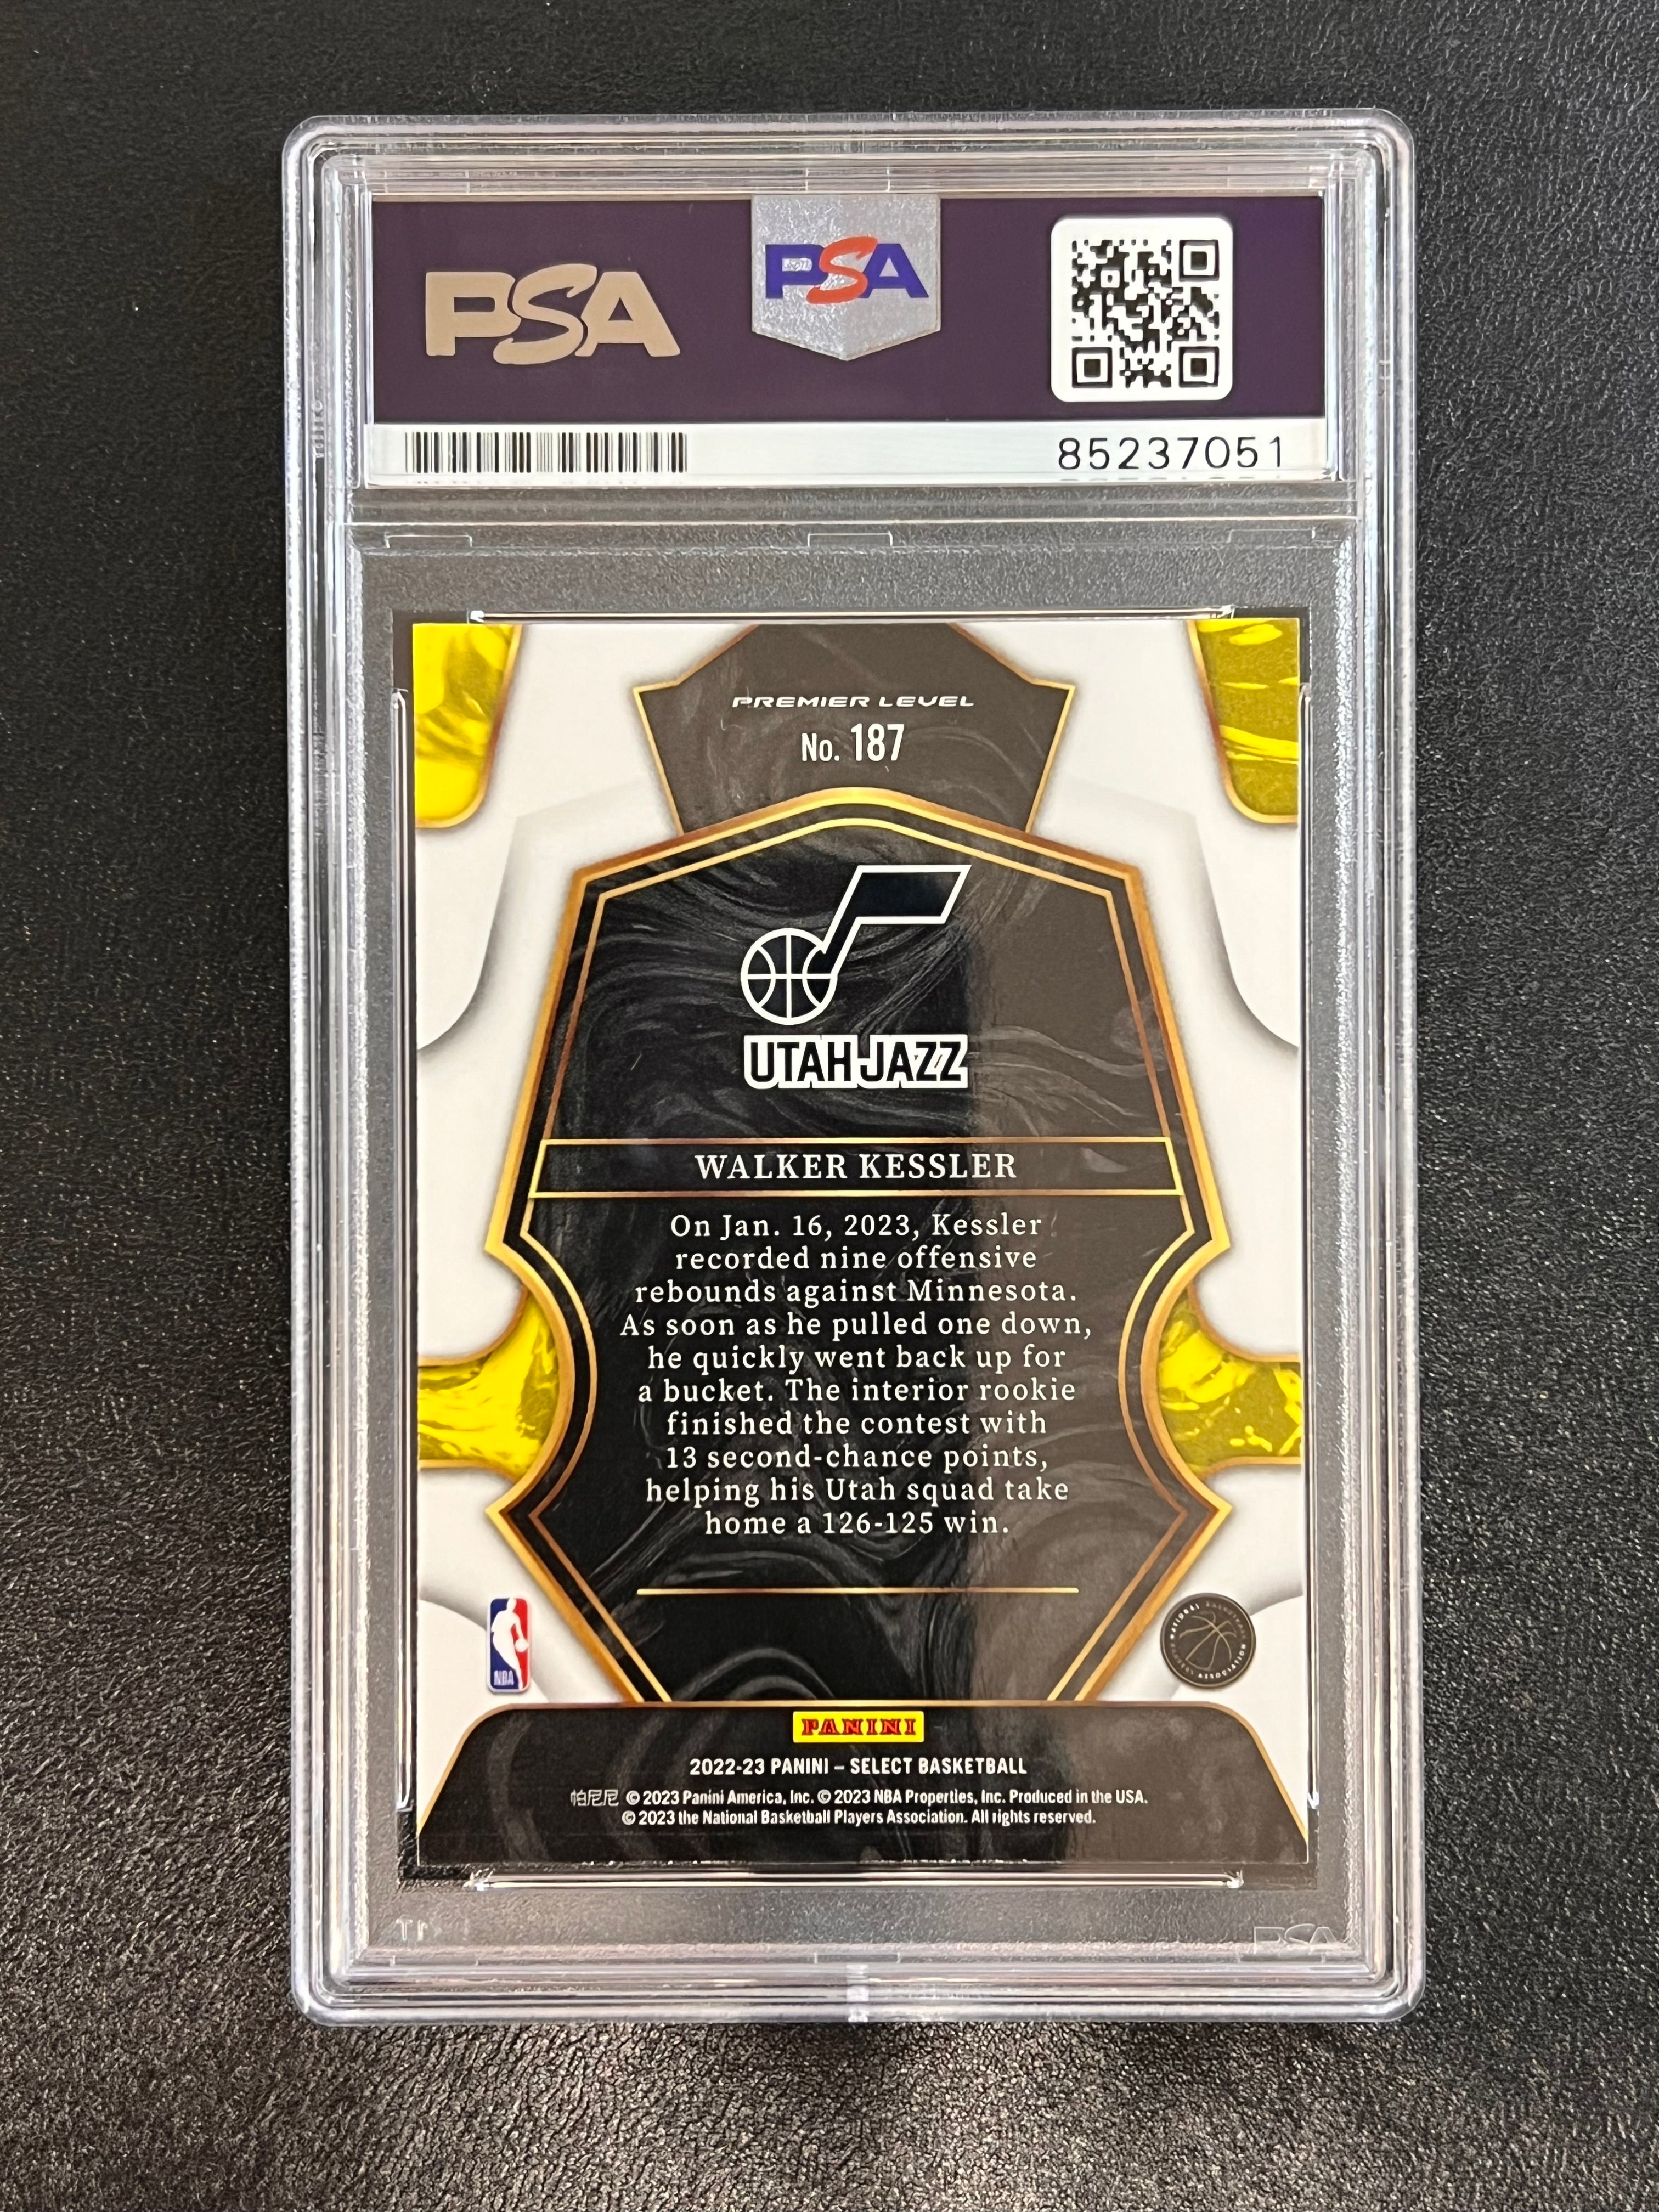 PSA
PSA
85237051
PREMIER LEVEL
No. 187
UTAH JAZZ
WALKER KESSLER
On Jan. 16, 2023, Kessler
recorded nine offensive
rebounds against Minnesota.
As soon as he pulled one down,
he quickly went back up for
a bucket. The interior rookie
finished the contest with
13 second-chance points,
helping his Utah squad take
home a 126-125 win.
NBA
PANINI
2022-23 PANINI – SELECT BASKETBALL
帕尼尼 © 2023 Panini America, Inc. © 2023 NBA Properties, Inc. Produced in the USA.
© 2023 the National Basketball Players Association. All rights reserved.
PSA